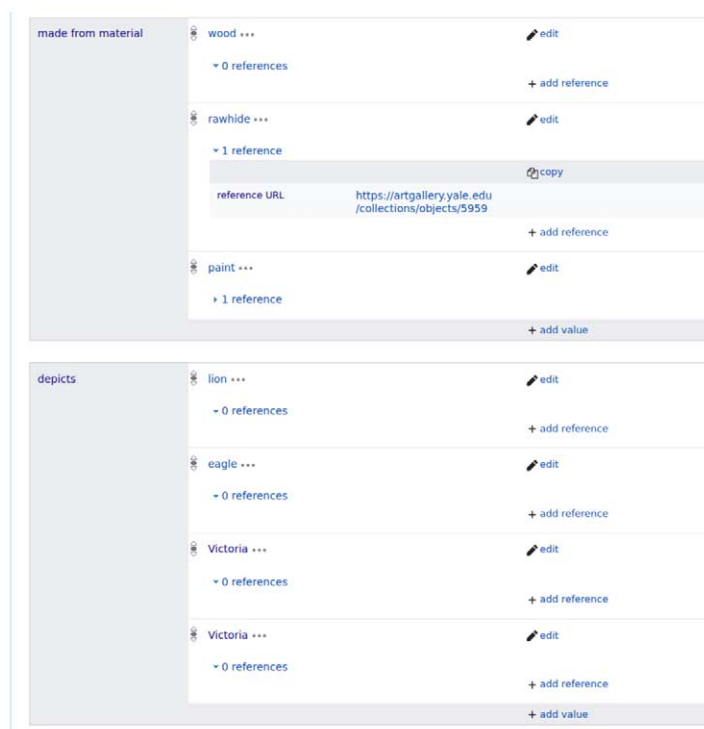 made from material
wood
edit
0 references
+ add reference
rawhide
edit
1 reference
copy
reference URL
https://artgallery.yale.edu
/collections/objects/5959
+ add reference
paint
edit
1 reference
+ add value
depicts
lion
edit
0 references
+ add reference
eagle
edit
0 references
+ add reference
Victoria
edit
0 references
+ add reference
Victoria
edit
0 references
+ add reference
+ add value